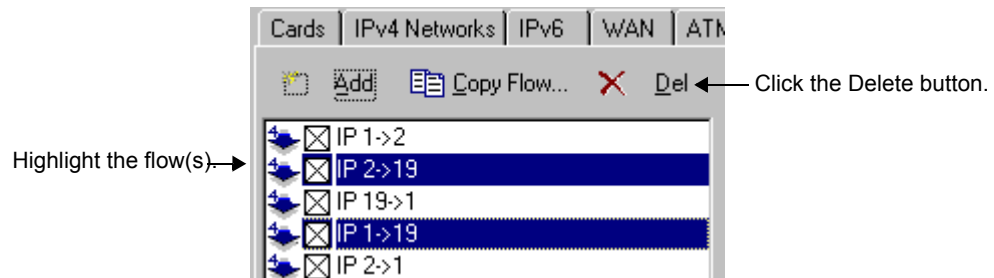 Cards IPv4 Networks IPv6 WAN ATM
Add Copy Flow... Del
Click the Delete button.
IP 1->2
Highlight the flow(s).
IP 2->19
IP 19->1
IP 1->19
IP 2->1